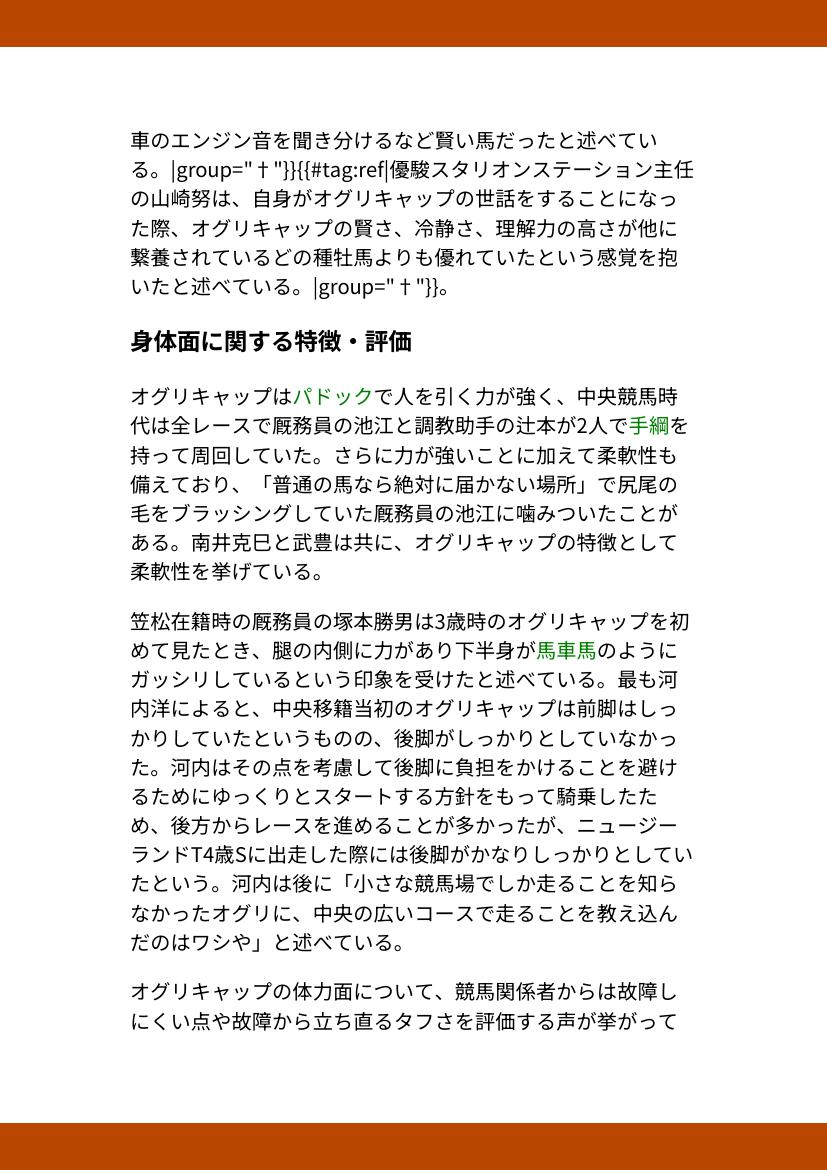 車のエンジン音を聞き分けるなど賢い馬だったと述べてい
る。|group="†"}}{{#tag:ref|優駿スタリオンステーション主任
の山崎努は、自身がオグリキャップの世話をすることになっ
た際、オグリキャップの賢さ、冷静さ、理解力の高さが他に
繋養されているどの種牡馬よりも優れていたという感覚を抱
いたと述べている。|group="†"}}。
身体面に関する特徴・評価
オグリキャップはパドックで人を引く力が強く、中央競馬時
代は全レースで厩務員の池江と調教助手の辻本が2人で手綱を
持って周回していた。さらに力が強いことに加えて柔軟性も
備えており、「普通の馬なら絶対に届かない場所」で尻尾の
毛をブラッシングしていた厩務員の池江に噛みついたことが
ある。南井克巳と武豊は共に、オグリキャップの特徴として
柔軟性を挙げている。
笠松在籍時の厩務員の塚本勝男は3歳時のオグリキャップを初
めて見たとき、腿の内側に力があり下半身が馬車馬のように
ガッシリしているという印象を受けたと述べている。最も河
内洋によると、中央移籍当初のオグリキャップは前脚はしっ
かりしていたというものの、後脚がしっかりとしていなかっ
た。河内はその点を考慮して後脚に負担をかけることを避け
るためにゆっくりとスタートする方針をもって騎乗したた
め、後方からレースを進めることが多かったが、ニュージー
ランドT4歳Sに出走した際には後脚がかなりしっかりとしてい
たという。河内は後に「小さな競馬場でしか走ることを知ら
なかったオグリに、中央の広いコースで走ることを教え込ん
だのはワシや」と述べている。
オグリキャップの体力面について、競馬関係者からは故障し
にくい点や故障から立ち直るタフさを評価する声が挙がって